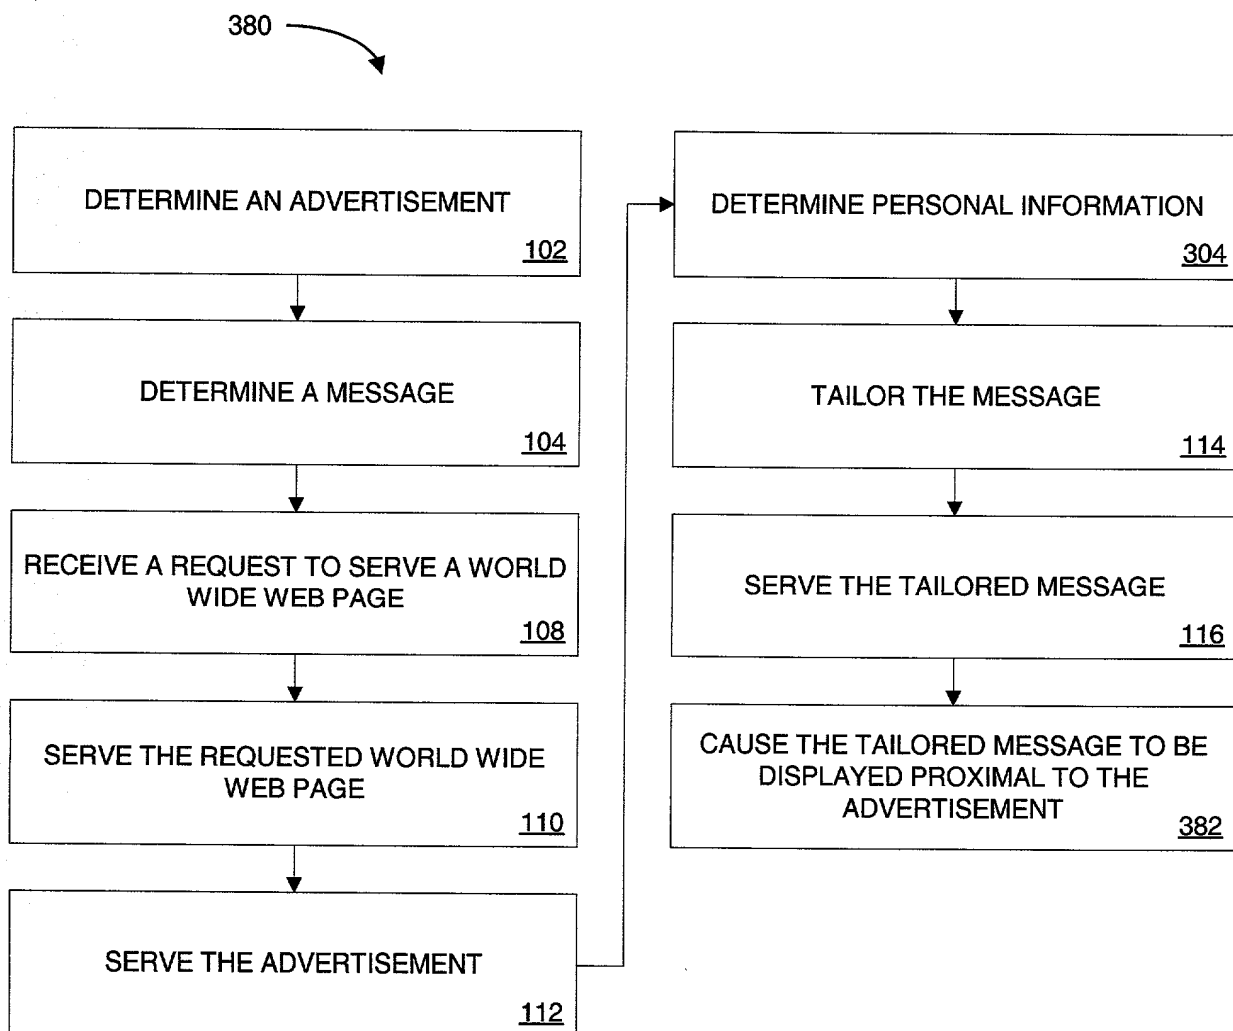 380
DETERMINE AN ADVERTISEMENT
102
DETERMINE A MESSAGE
104
RECEIVE A REQUEST TO SERVE A WORLD
WIDE WEB PAGE
108
SERVE THE REQUESTED WORLD WIDE
WEB PAGE
110
SERVE THE ADVERTISEMENT
112
DETERMINE PERSONAL INFORMATION
304
TAILOR THE MESSAGE
114
SERVE THE TAILORED MESSAGE
116
CAUSE THE TAILORED MESSAGE TO BE
DISPLAYED PROXIMAL TO THE
ADVERTISEMENT
382